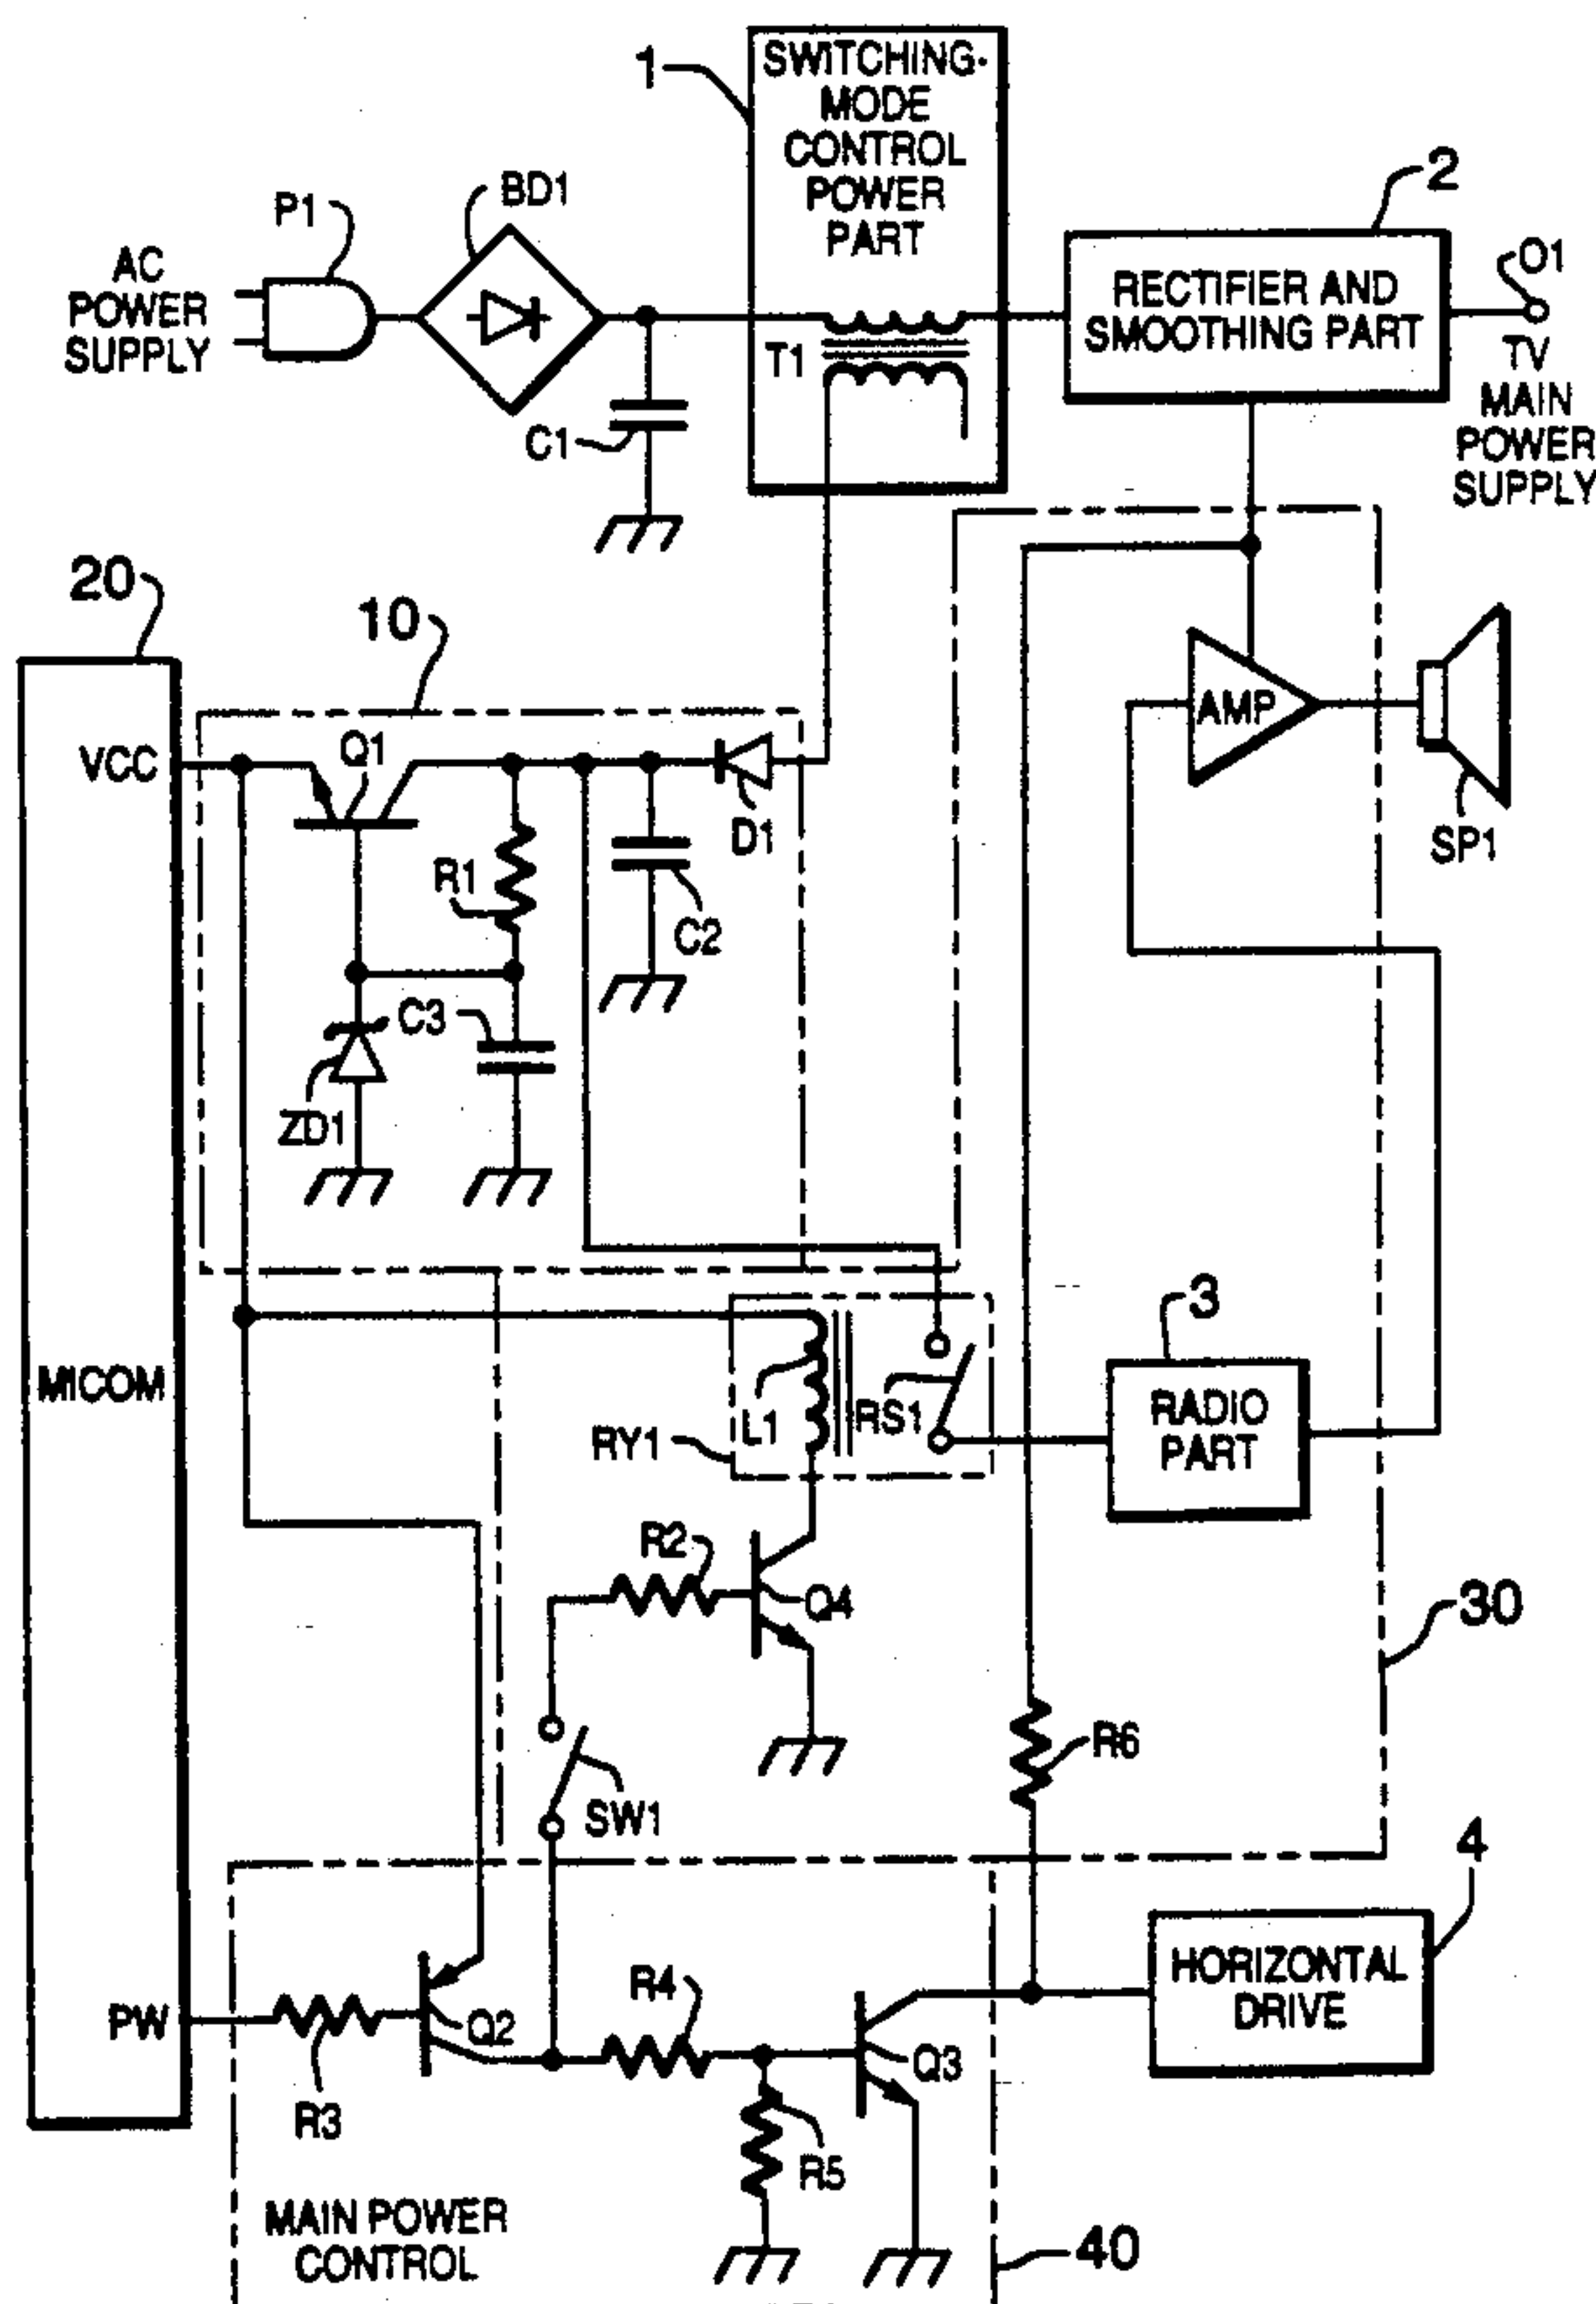 1
SWITCHING-
MODE
CONTROL
POWER
PART
2
P1
BD1
AC
POWER
SUPPLY
T1
C1
RECTIFIER AND
SMOOTHING PART
O1
TV
MAIN
POWER
SUPPLY
20
10
VCC
Q1
D1
R1
C2
C3
ZD1
AMP
SP1
MICOM
L1
RS1
RY1
3
RADIO
PART
R2
Q4
30
R6
SW1
4
HORIZONTAL
DRIVE
PW
R3
Q2
R4
R5
Q3
MAIN POWER
CONTROL
40